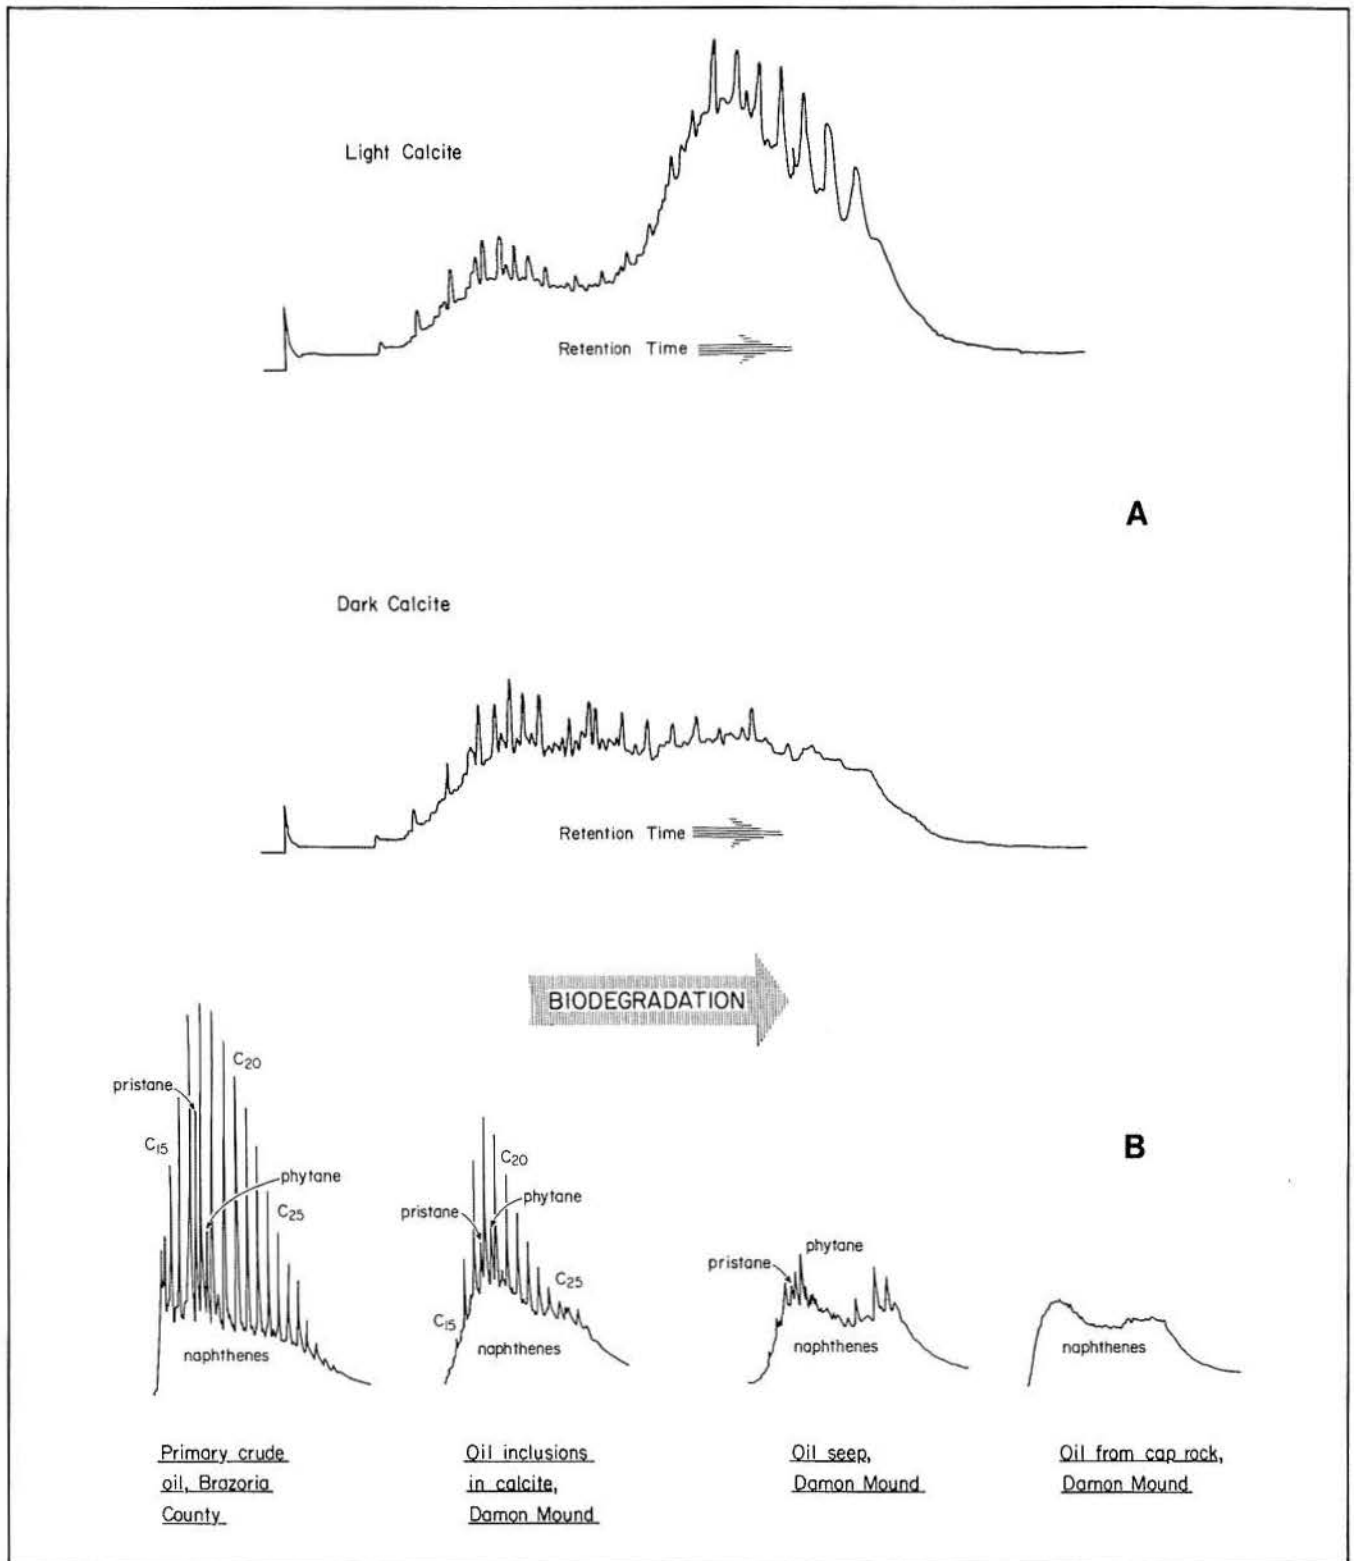 Light Calcite
Retention Time
A
Dark Calcite
Retention Time
BIODEGRADATION
B
pristane
C15
C20
phytane
C25
naphthenes
pristane
C15
C20
phytane
C25
naphthenes
pristane
phytane
naphthenes
naphthenes
Primary crude
oil, Brazoria
County
Oil inclusions
in calcite,
Damon Mound
Oil seep,
Damon Mound
Oil from cap rock,
Damon Mound